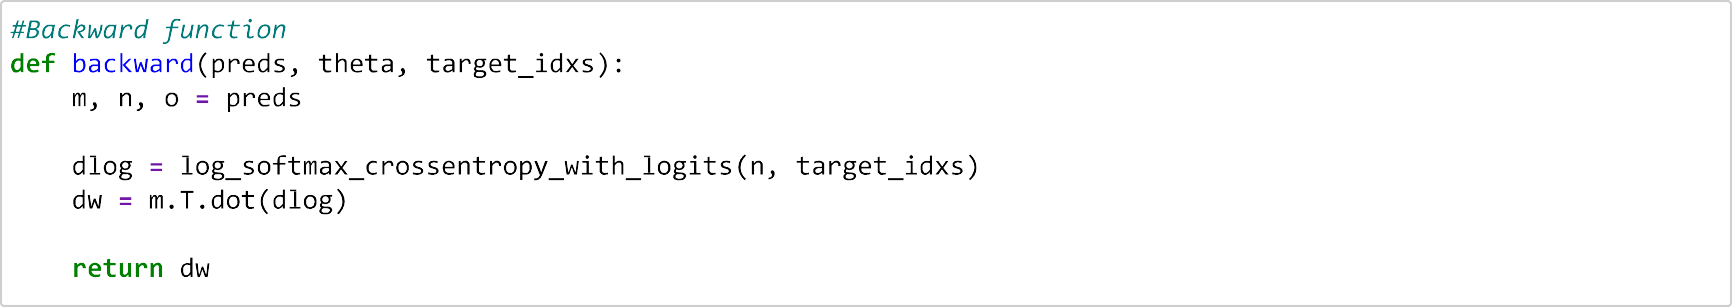 #Backward function
def backward(preds, theta, target_idxs):
    m, n, o = preds
    dlog = log_softmax_crossentropy_with_logits(n, target_idxs)
    dw = m.T.dot(dlog)
    return dw